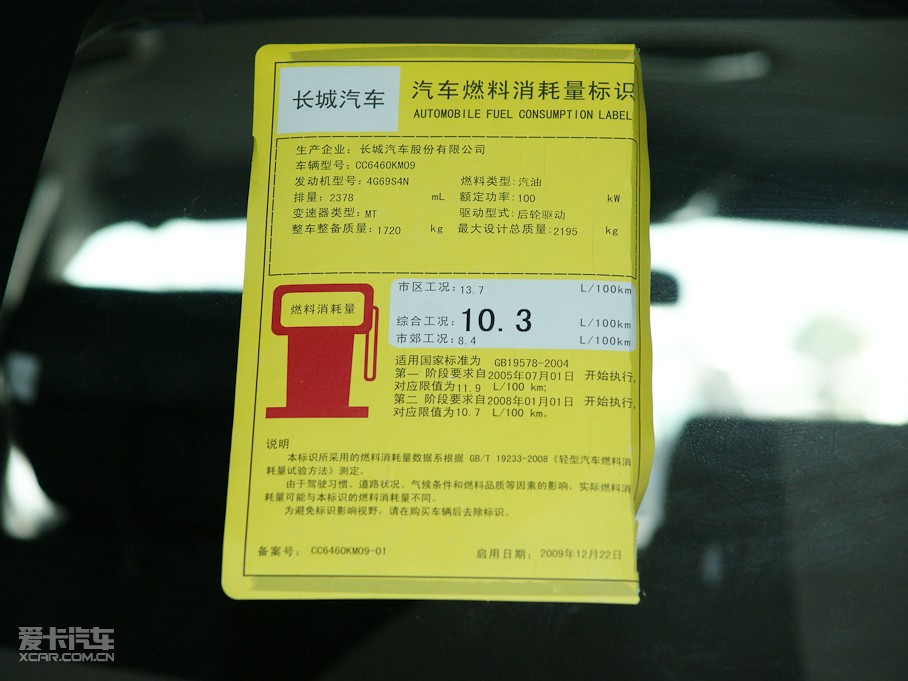 长城汽车
汽车燃料消耗量标识
AUTOMOBILE FUEL CONSUMPTION LABEL
生产企业: 长城汽车股份有限公司
车辆型号: CC6460KM09
发动机型号: 4G69S4N 燃料类型: 汽油
排量: 2378 mL 额定功率: 100 kW
变速器类型: MT 驱动型式: 后轮驱动
整车整备质量: 1720 kg 最大设计总质量: 2195 kg
市区工况: 13.7 L/100km
燃料消耗量
综合工况: 10.3 L/100km
市郊工况: 8.4 L/100km
适用国家标准为 GB19578-2004
第一 阶段要求自2005年07月01日 开始执行,
对应限值为11.9 L/100 km;
第二 阶段要求自2008年01月01日 开始执行,
对应限值为10.7 L/100 km。
说明
本标识所采用的燃料消耗量数据系根据 GB/T 19233-2008《轻型汽车燃料消
耗量试验方法》测定。
由于驾驶习惯、道路状况、气候条件和燃料品质等因素的影响，实际燃料消
耗量可能与本标识的燃料消耗量不同。
为避免标识影响视野，请在购买车辆后去除标识。
备案号: CC6460KM09-01 启用日期: 2009年12月22日
爱卡汽车
XCAR.COM.CN